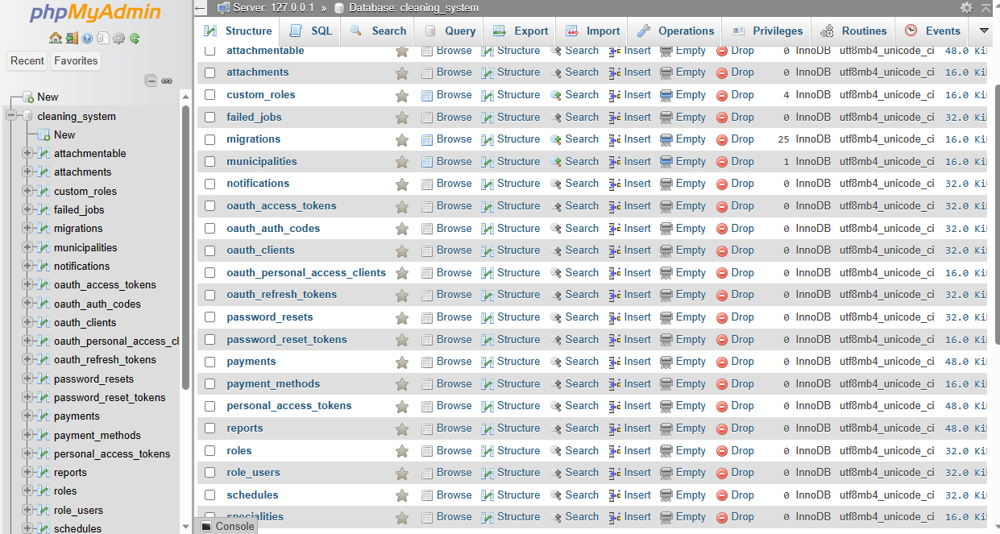 phpMyAdmin
Recent Favorites
New
cleaning_system
New
attachmentable
attachments
custom_roles
failed_jobs
migrations
municipalities
notifications
oauth_access_tokens
oauth_auth_codes
oauth_clients
oauth_personal_access_cl
oauth_refresh_tokens
password_resets
password_reset_tokens
payments
payment_methods
personal_access_tokens
reports
roles
role_users
schedules
Server: 127.0.0.1 » Database: cleaning_system
Structure SQL Search Query Export Import Operations Privileges Routines Events
attachmentable Browse Structure Search Insert Empty Drop 0 InnoDB utf8mb4_unicode_ci 48.0 Ki
attachments Browse Structure Search Insert Empty Drop 0 InnoDB utf8mb4_unicode_ci 16.0 Ki
custom_roles Browse Structure Search Insert Empty Drop 4 InnoDB utf8mb4_unicode_ci 16.0 Ki
failed_jobs Browse Structure Search Insert Empty Drop 0 InnoDB utf8mb4_unicode_ci 32.0 Ki
migrations Browse Structure Search Insert Empty Drop 25 InnoDB utf8mb4_unicode_ci 16.0 Ki
municipalities Browse Structure Search Insert Empty Drop 1 InnoDB utf8mb4_unicode_ci 16.0 Ki
notifications Browse Structure Search Insert Empty Drop 0 InnoDB utf8mb4_unicode_ci 32.0 Ki
oauth_access_tokens Browse Structure Search Insert Empty Drop 0 InnoDB utf8mb4_unicode_ci 32.0 Ki
oauth_auth_codes Browse Structure Search Insert Empty Drop 0 InnoDB utf8mb4_unicode_ci 32.0 Ki
oauth_clients Browse Structure Search Insert Empty Drop 0 InnoDB utf8mb4_unicode_ci 32.0 Ki
oauth_personal_access_clients Browse Structure Search Insert Empty Drop 0 InnoDB utf8mb4_unicode_ci 16.0 Ki
oauth_refresh_tokens Browse Structure Search Insert Empty Drop 0 InnoDB utf8mb4_unicode_ci 32.0 Ki
password_resets Browse Structure Search Insert Empty Drop 0 InnoDB utf8mb4_unicode_ci 32.0 Ki
password_reset_tokens Browse Structure Search Insert Empty Drop 0 InnoDB utf8mb4_unicode_ci 16.0 Ki
payments Browse Structure Search Insert Empty Drop 0 InnoDB utf8mb4_unicode_ci 48.0 Ki
payment_methods Browse Structure Search Insert Empty Drop 0 InnoDB utf8mb4_unicode_ci 16.0 Ki
personal_access_tokens Browse Structure Search Insert Empty Drop 0 InnoDB utf8mb4_unicode_ci 48.0 Ki
reports Browse Structure Search Insert Empty Drop 0 InnoDB utf8mb4_unicode_ci 48.0 Ki
roles Browse Structure Search Insert Empty Drop 0 InnoDB utf8mb4_unicode_ci 32.0 Ki
role_users Browse Structure Search Insert Empty Drop 0 InnoDB utf8mb4_unicode_ci 32.0 Ki
schedules Browse Structure Search Insert Empty Drop 0 InnoDB utf8mb4_unicode_ci 32.0 Ki
specialities Browse Structure Search Insert Empty Drop 0 InnoDB utf8mb4_unicode_ci 16.0 Ki
Console